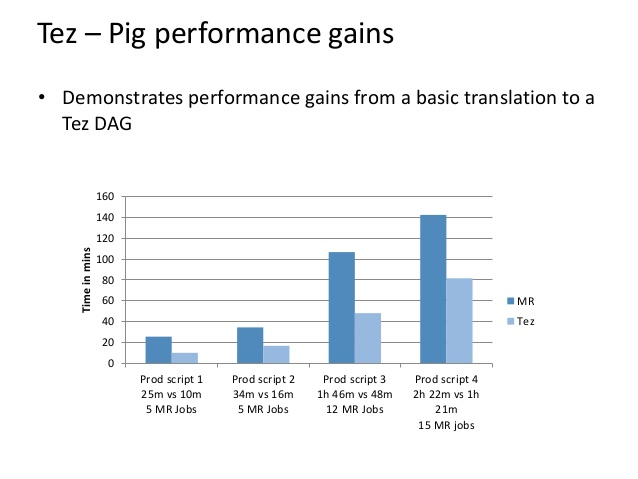 Tez – Pig performance gains
• Demonstrates performance gains from a basic translation to a
Tez DAG
160
140
120
100
80
60
40
20
0
Time in mins
MR
Tez
Prod script 1
25m vs 10m
5 MR Jobs
Prod script 2
34m vs 16m
5 MR Jobs
Prod script 3
1h 46m vs 48m
12 MR Jobs
Prod script 4
2h 22m vs 1h
21m
15 MR jobs